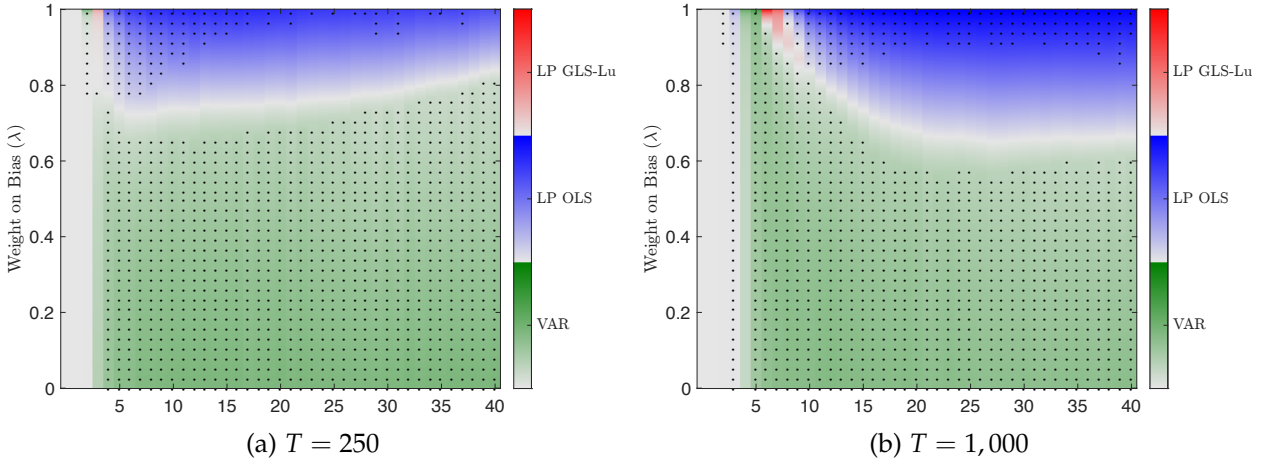 Weight on Bias (λ)
1
0.8
0.6
0.4
0.2
0
5 10 15 20 25 30 35 40
LP GLS-Lu
LP OLS
VAR
(a) T = 250
Weight on Bias (λ)
1
0.8
0.6
0.4
0.2
0
5 10 15 20 25 30 35 40
LP GLS-Lu
LP OLS
VAR
(b) T = 1,000